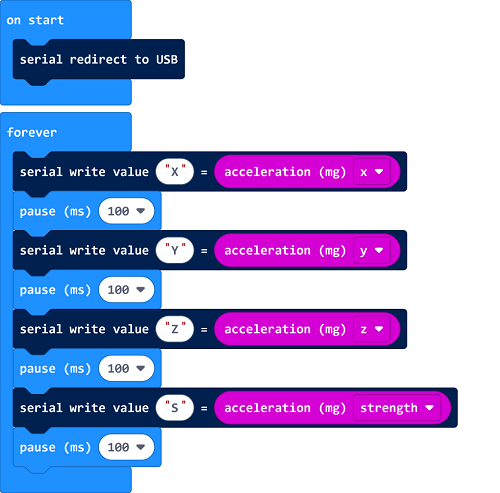 on start
serial redirect to USB
forever
serial write value "X" = acceleration (mg) x
pause (ms) 100
serial write value "Y" = acceleration (mg) y
pause (ms) 100
serial write value "Z" = acceleration (mg) z
pause (ms) 100
serial write value "S" = acceleration (mg) strength
pause (ms) 100